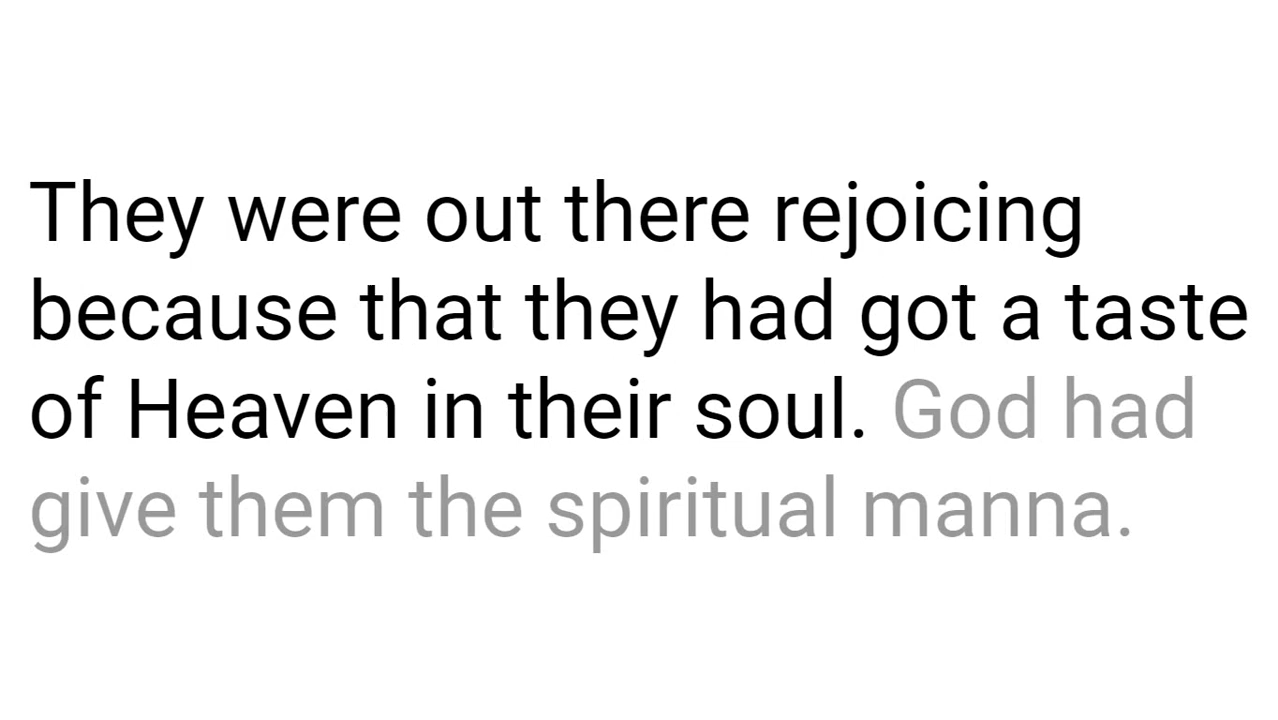 They were out there rejoicing
because that they had got a taste
of Heaven in their soul. God had
give them the spiritual manna.